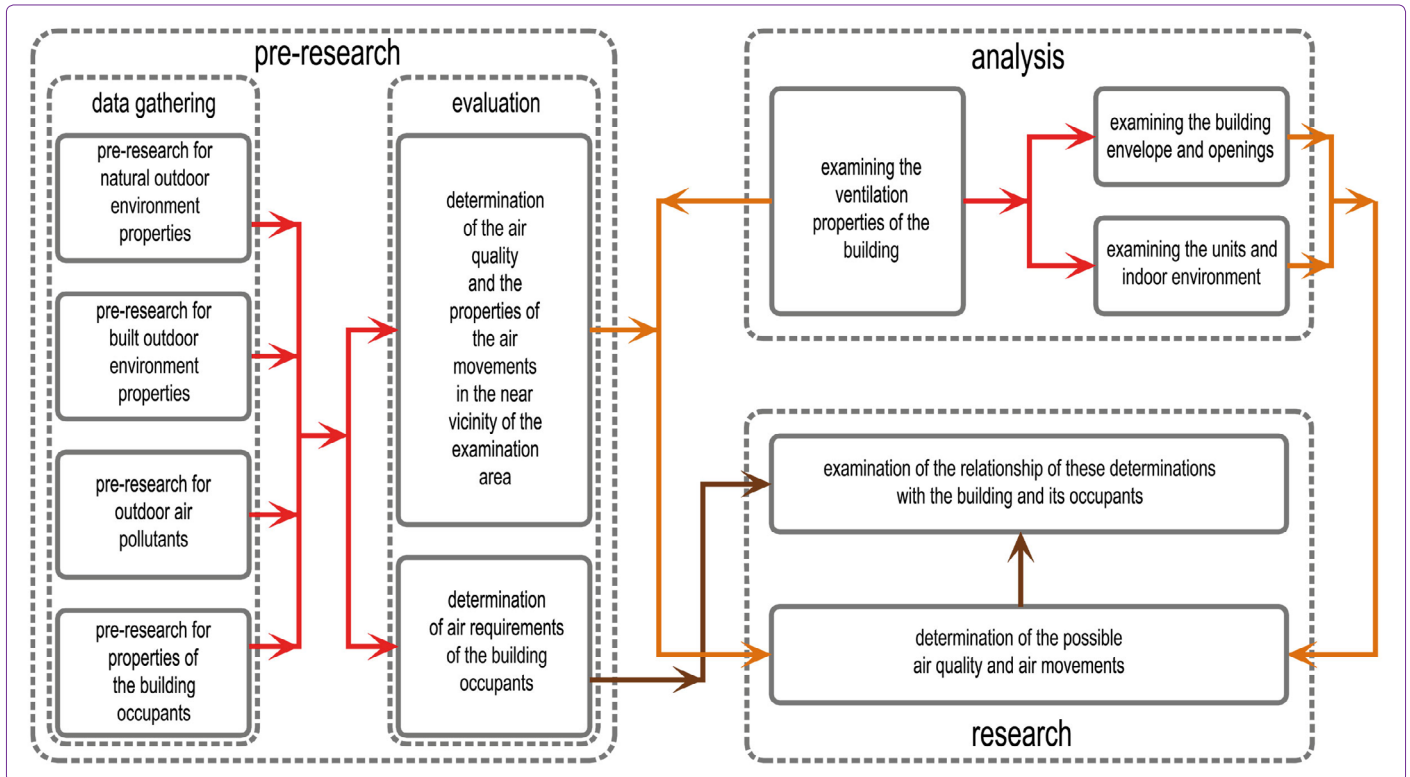 pre-research
data gathering
pre-research for
natural outdoor
environment
properties
pre-research for
built outdoor
environment
properties
pre-research for
outdoor air
pollutants
pre-research for
properties of
the building
occupants
evaluation
determination
of the air
quality
and the
properties of
the air
movements
in the near
vicinity of the
examination
area
determination
of air requirements
of the building
occupants
analysis
examining the
ventilation
properties of the
building
examining the building
envelope and openings
examining the units and
indoor environment
examination of the relationship of these determinations
with the building and its occupants
determination of the possible
air quality and air movements
research